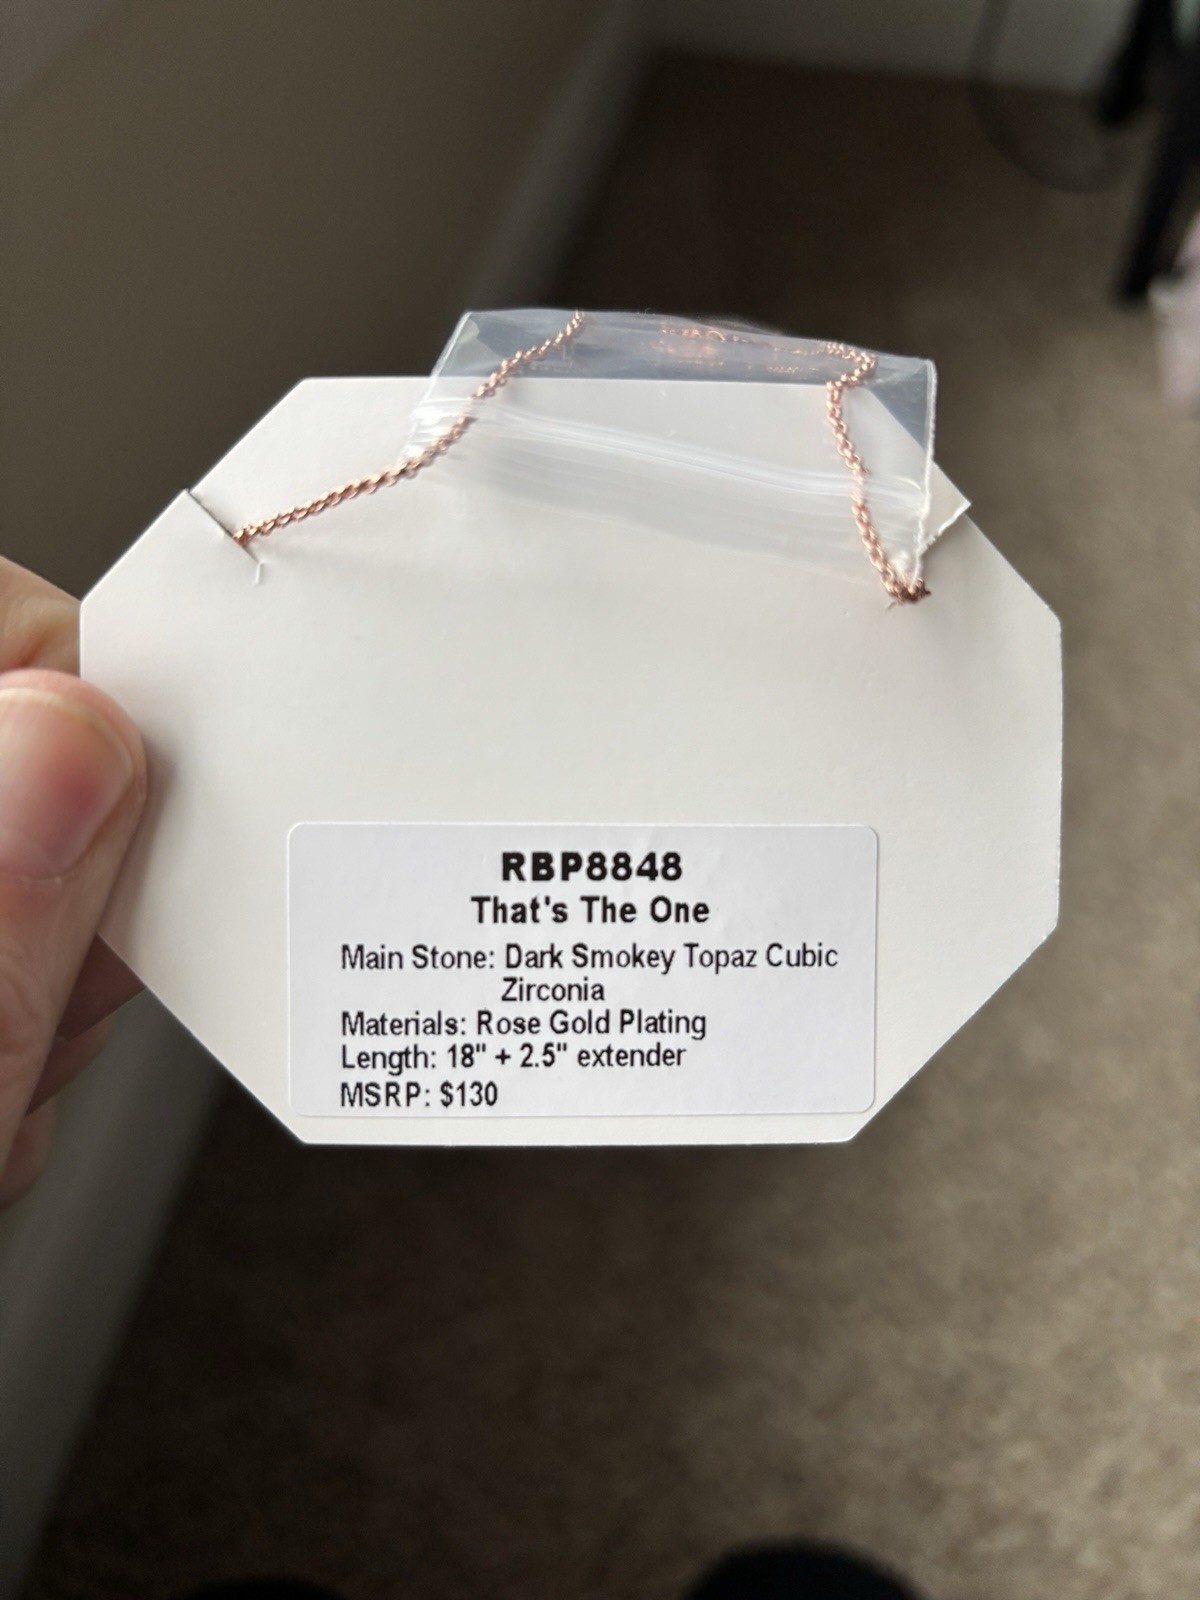 RBP8848
That's The One
Main Stone: Dark Smokey Topaz Cubic
Zirconia
Materials: Rose Gold Plating
Length: 18" + 2.5" extender
MSRP: $130